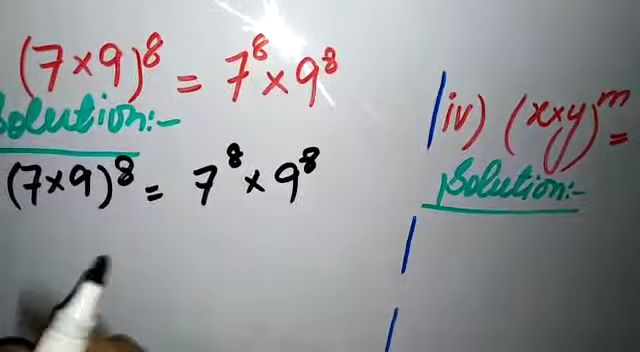 (7×9)⁸ = 7⁸ × 9⁸
Solution:-
(7×9)⁸ = 7⁸ × 9⁸
iv) (x×y)ᵐ =
Solution:-